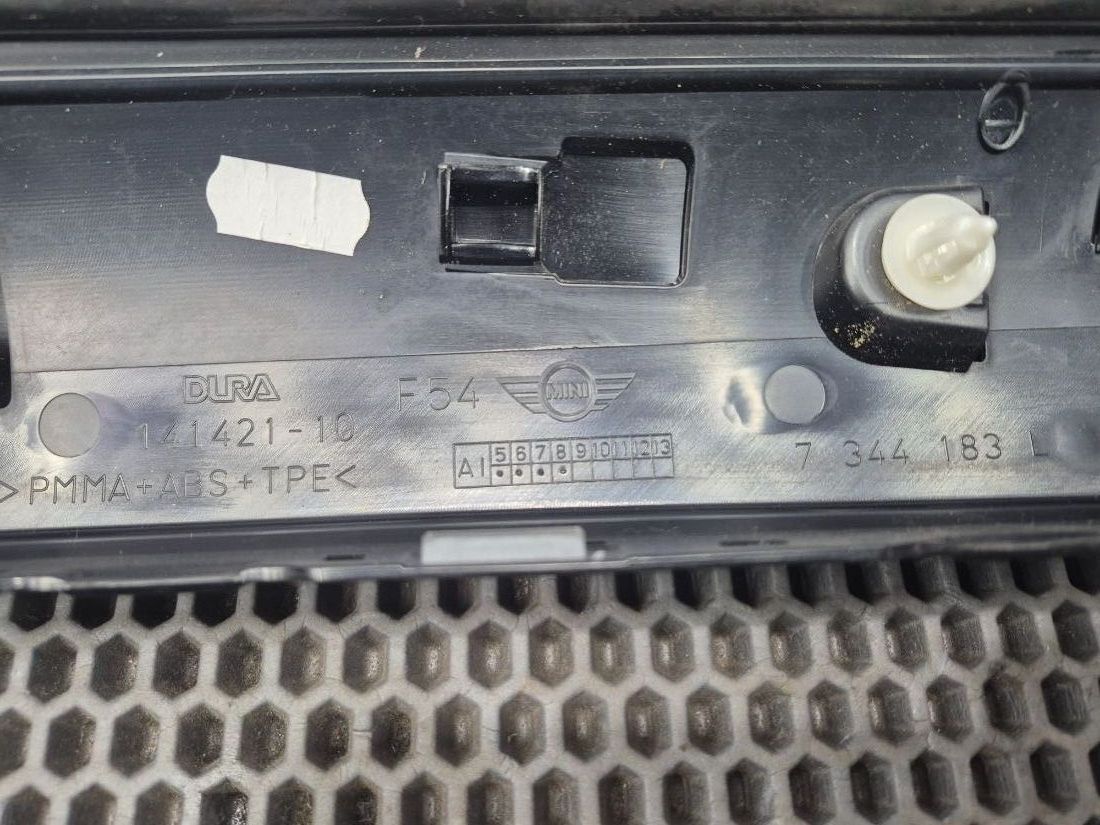 DURA
F54
MINI
141421-10
>PMMA+ABS+TPE<
AI 5 6 7 8 9 10 11 12 13
7 344 183 L